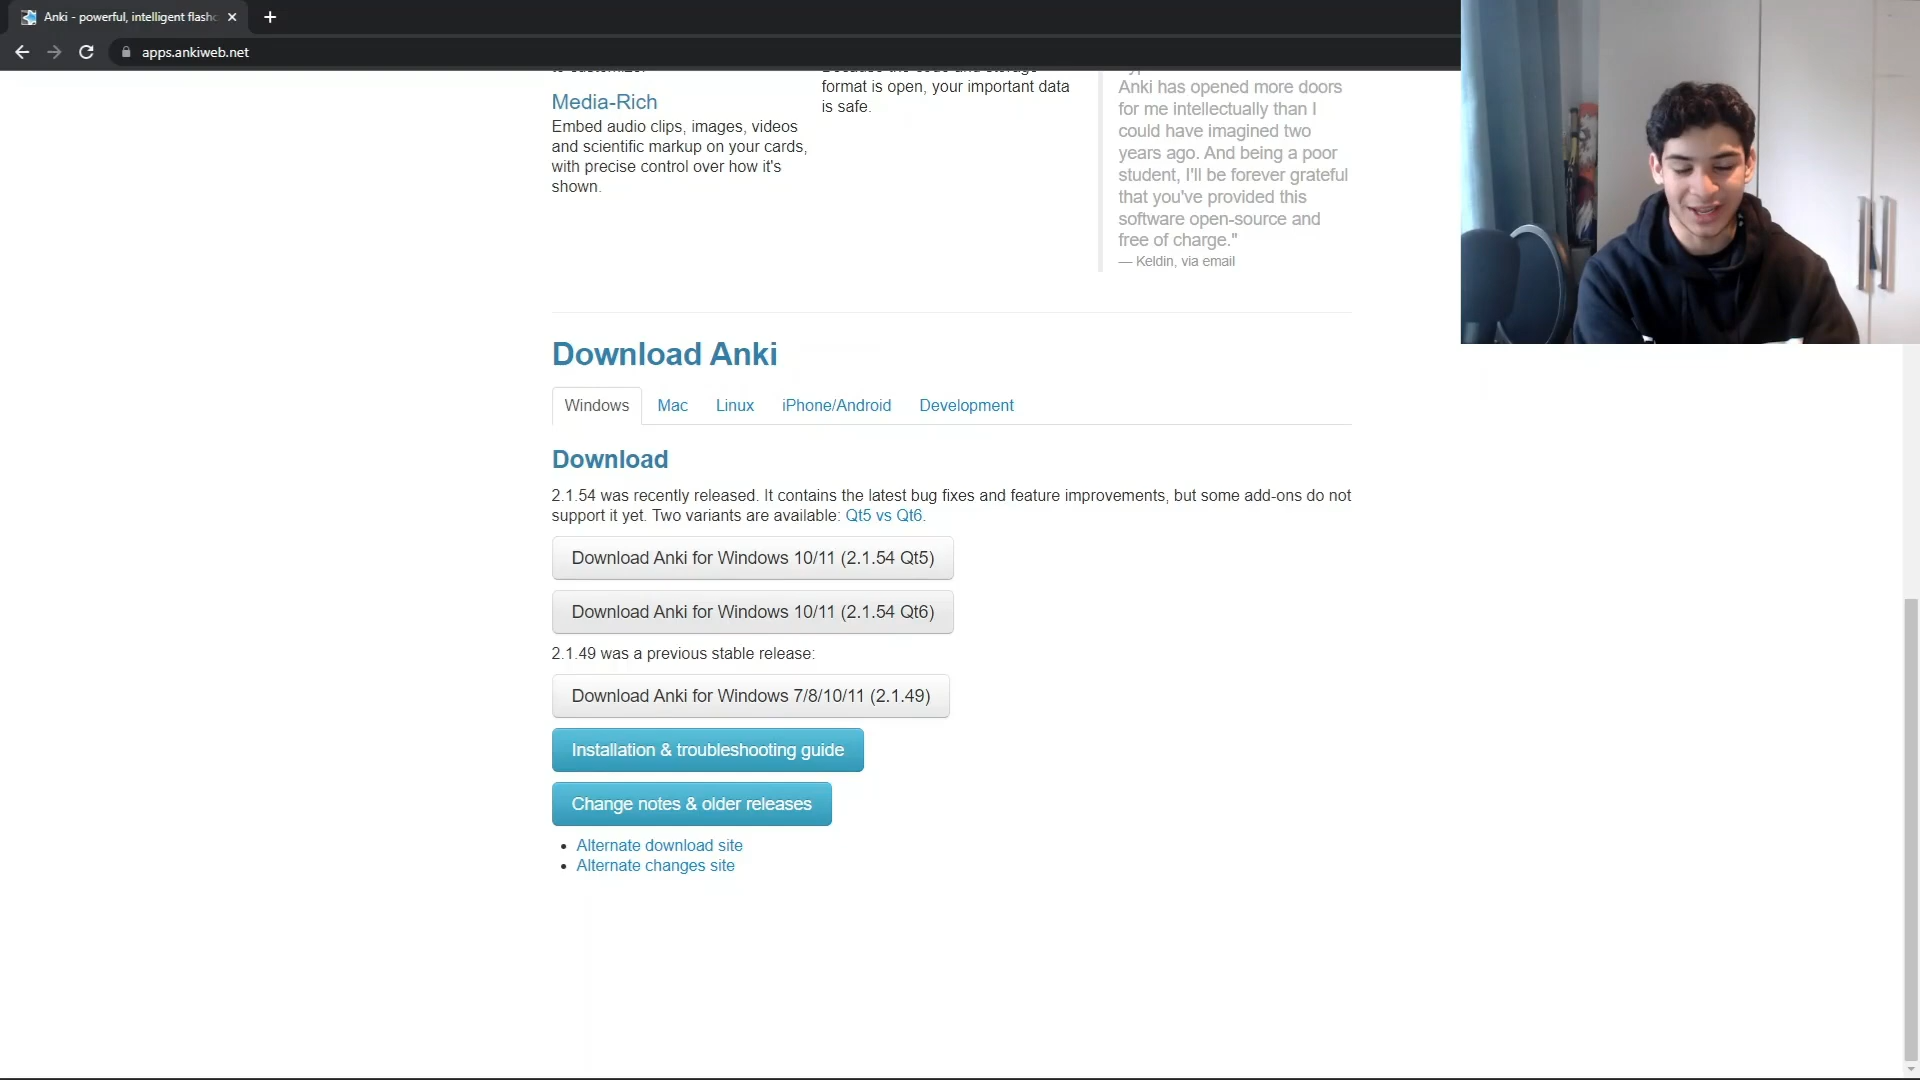 Anki - powerful, intelligent flashc
apps.ankiweb.net
Media-Rich
Embed audio clips, images, videos
and scientific markup on your cards,
with precise control over how it's
shown.
format is open, your important data
is safe.
Anki has opened more doors
for me intellectually than I
could have imagined two
years ago. And being a poor
student, I'll be forever grateful
that you've provided this
software open-source and
free of charge."
— Keldin, via email
Download Anki
Windows Mac Linux iPhone/Android Development
Download
2.1.54 was recently released. It contains the latest bug fixes and feature improvements, but some add-ons do not
support it yet. Two variants are available: Qt5 vs Qt6.
Download Anki for Windows 10/11 (2.1.54 Qt5)
Download Anki for Windows 10/11 (2.1.54 Qt6)
2.1.49 was a previous stable release:
Download Anki for Windows 7/8/10/11 (2.1.49)
Installation & troubleshooting guide
Change notes & older releases
• Alternate download site
• Alternate changes site